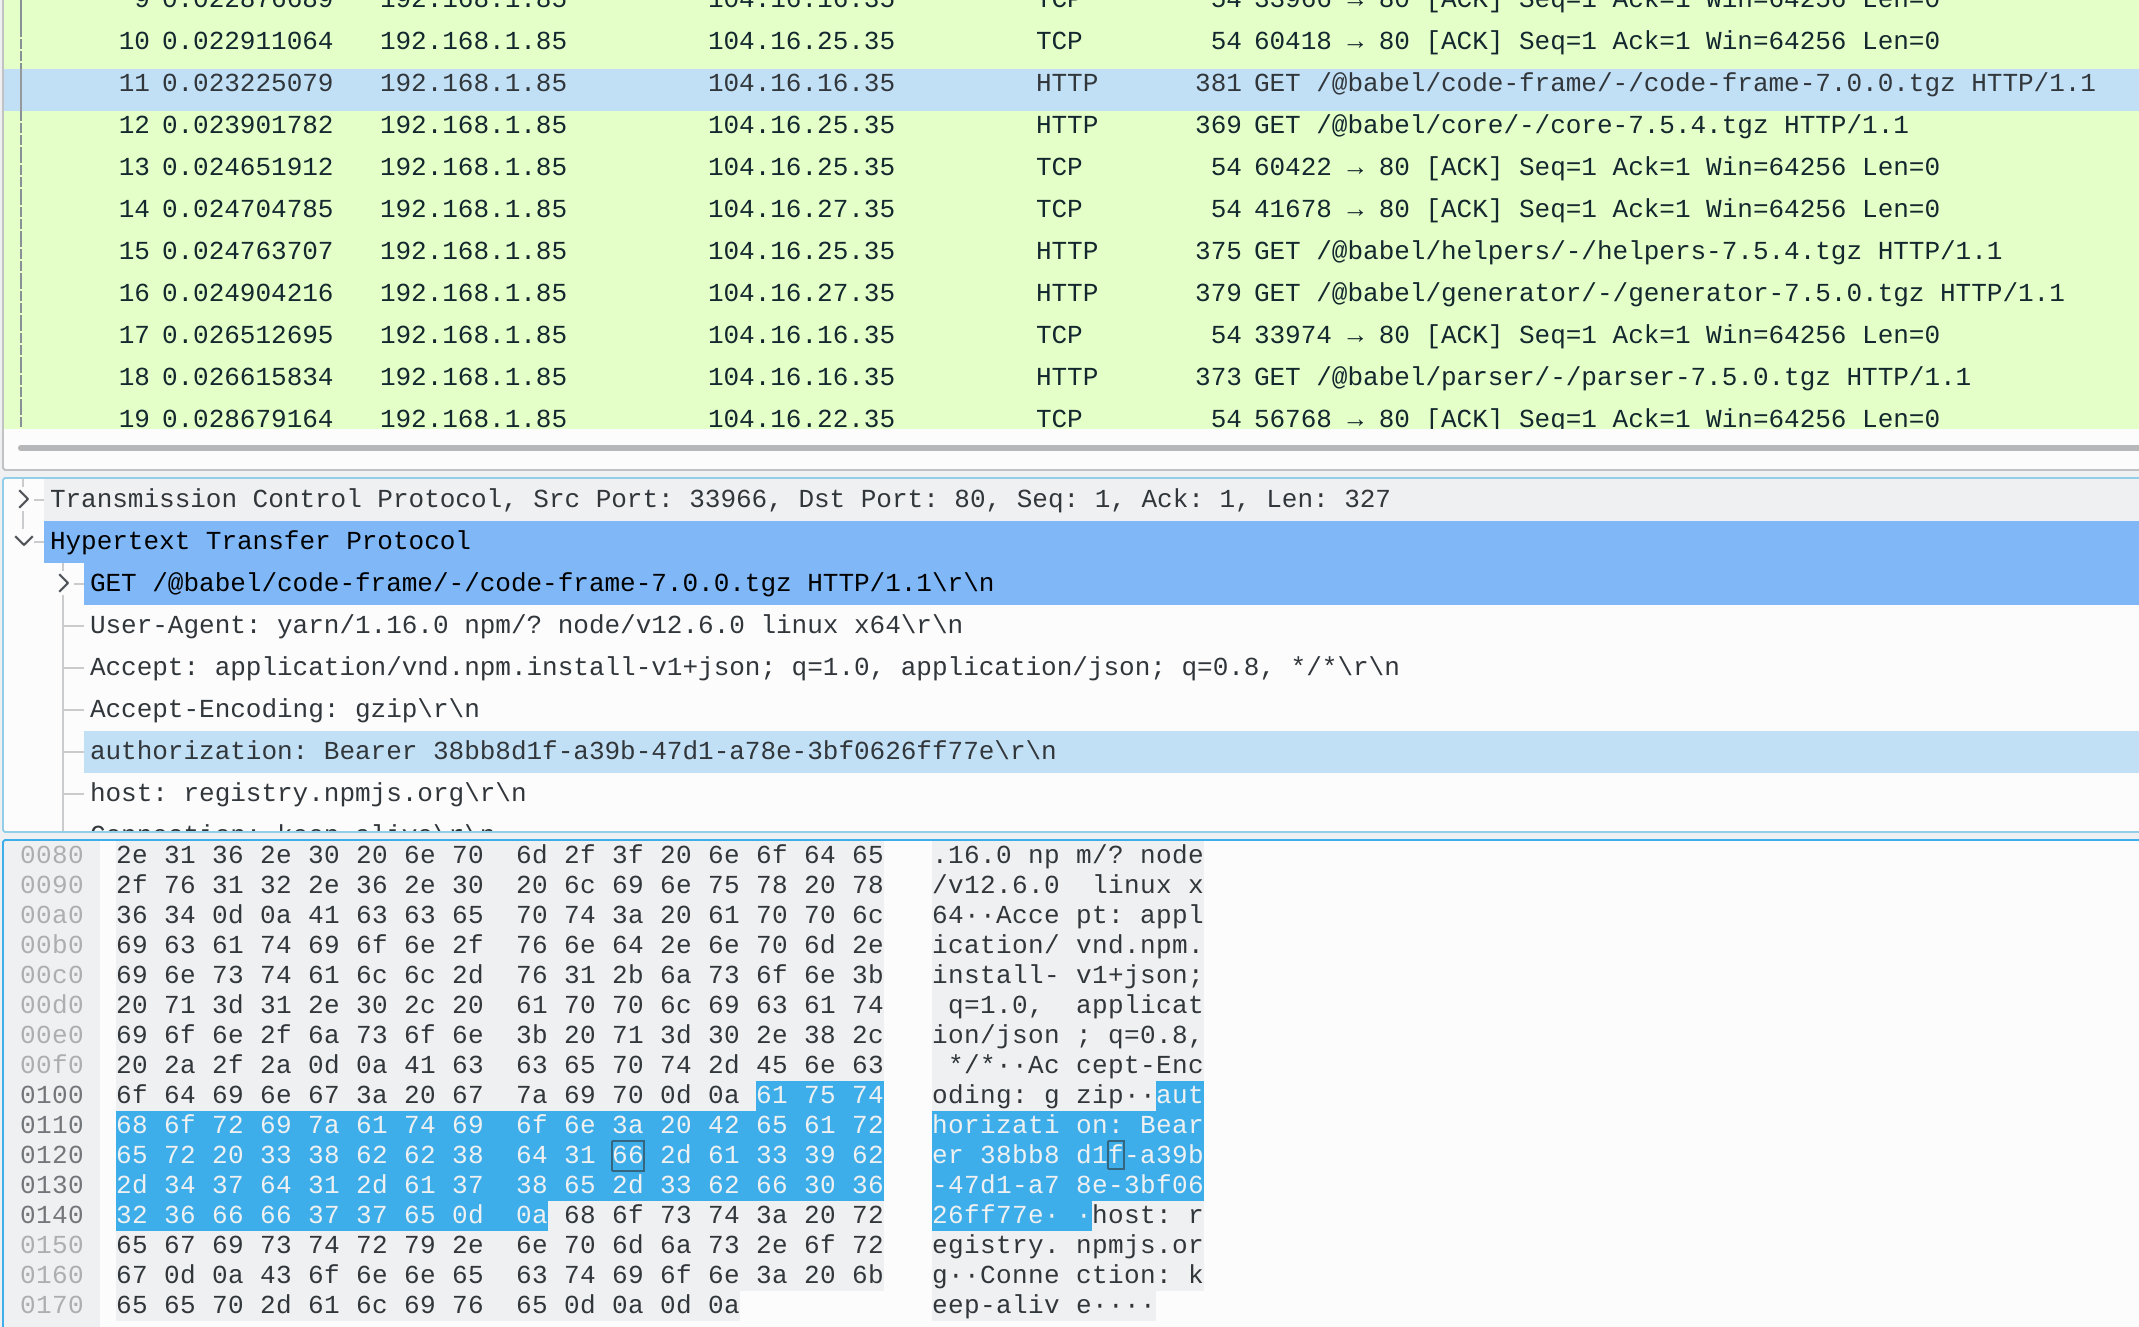 9 0.022876689 192.168.1.85 104.16.16.35 TCP 54 33966 → 80 [ACK] Seq=1 Ack=1 Win=64256 Len=0
10 0.022911064 192.168.1.85 104.16.25.35 TCP 54 60418 → 80 [ACK] Seq=1 Ack=1 Win=64256 Len=0
11 0.023225079 192.168.1.85 104.16.16.35 HTTP 381 GET /@babel/code-frame/-/code-frame-7.0.0.tgz HTTP/1.1
12 0.023901782 192.168.1.85 104.16.25.35 HTTP 369 GET /@babel/core/-/core-7.5.4.tgz HTTP/1.1
13 0.024651912 192.168.1.85 104.16.25.35 TCP 54 60422 → 80 [ACK] Seq=1 Ack=1 Win=64256 Len=0
14 0.024704785 192.168.1.85 104.16.27.35 TCP 54 41678 → 80 [ACK] Seq=1 Ack=1 Win=64256 Len=0
15 0.024763707 192.168.1.85 104.16.25.35 HTTP 375 GET /@babel/helpers/-/helpers-7.5.4.tgz HTTP/1.1
16 0.024904216 192.168.1.85 104.16.27.35 HTTP 379 GET /@babel/generator/-/generator-7.5.0.tgz HTTP/1.1
17 0.026512695 192.168.1.85 104.16.16.35 TCP 54 33974 → 80 [ACK] Seq=1 Ack=1 Win=64256 Len=0
18 0.026615834 192.168.1.85 104.16.16.35 HTTP 373 GET /@babel/parser/-/parser-7.5.0.tgz HTTP/1.1
19 0.028679164 192.168.1.85 104.16.22.35 TCP 54 56768 → 80 [ACK] Seq=1 Ack=1 Win=64256 Len=0
Transmission Control Protocol, Src Port: 33966, Dst Port: 80, Seq: 1, Ack: 1, Len: 327
Hypertext Transfer Protocol
GET /@babel/code-frame/-/code-frame-7.0.0.tgz HTTP/1.1\r\n
User-Agent: yarn/1.16.0 npm/? node/v12.6.0 linux x64\r\n
Accept: application/vnd.npm.install-v1+json; q=1.0, application/json; q=0.8, */*\r\n
Accept-Encoding: gzip\r\n
authorization: Bearer 38bb8d1f-a39b-47d1-a78e-3bf0626ff77e\r\n
host: registry.npmjs.org\r\n
Connection: keep-alive\r\n
0080 2e 31 36 2e 30 20 6e 70 6d 2f 3f 20 6e 6f 64 65 .16.0 np m/? node
0090 2f 76 31 32 2e 36 2e 30 20 6c 69 6e 75 78 20 78 /v12.6.0 linux x
00a0 36 34 0d 0a 41 63 63 65 70 74 3a 20 61 70 70 6c 64··Acce pt: appl
00b0 69 63 61 74 69 6f 6e 2f 76 6e 64 2e 6e 70 6d 2e ication/ vnd.npm.
00c0 69 6e 73 74 61 6c 6c 2d 76 31 2b 6a 73 6f 6e 3b install- v1+json;
00d0 20 71 3d 31 2e 30 2c 20 61 70 70 6c 69 63 61 74 q=1.0, applicat
00e0 69 6f 6e 2f 6a 73 6f 6e 3b 20 71 3d 30 2e 38 2c ion/json ; q=0.8,
00f0 20 2a 2f 2a 0d 0a 41 63 63 65 70 74 2d 45 6e 63 */*··Ac cept-Enc
0100 6f 64 69 6e 67 3a 20 67 7a 69 70 0d 0a 61 75 74 oding: g zip··aut
0110 68 6f 72 69 7a 61 74 69 6f 6e 3a 20 42 65 61 72 horizati on: Bear
0120 65 72 20 33 38 62 62 38 64 31 66 2d 61 33 39 62 er 38bb8 d1f-a39b
0130 2d 34 37 64 31 2d 61 37 38 65 2d 33 62 66 30 36 -47d1-a7 8e-3bf06
0140 32 36 66 66 37 37 65 0d 0a 68 6f 73 74 3a 20 72 26ff77e· ·host: r
0150 65 67 69 73 74 72 79 2e 6e 70 6d 6a 73 2e 6f 72 egistry. npmjs.or
0160 67 0d 0a 43 6f 6e 6e 65 63 74 69 6f 6e 3a 20 6b g··Conne ction: k
0170 65 65 70 2d 61 6c 69 76 65 0d 0a 0d 0a eep-aliv e····